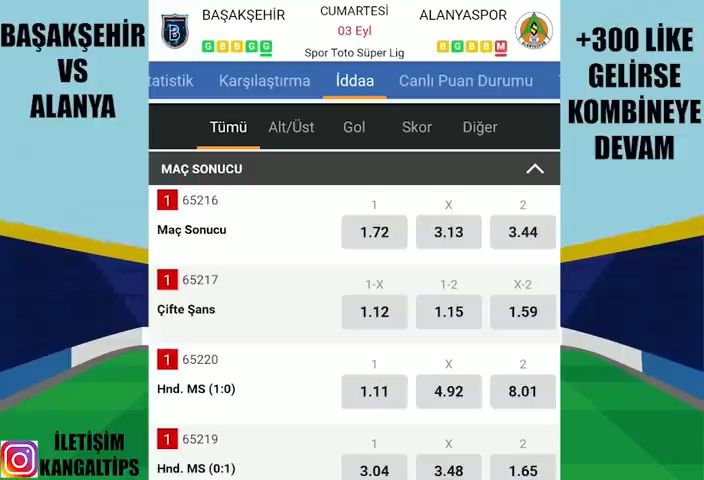 BAŞAKŞEHİR
VS
ALANYA
BAŞAKŞEHİR
G B B G G
CUMARTESİ
03 Eyl
Spor Toto Süper Lig
ALANYASPOR
B G B B M
+300 LİKE
GELİRSE
KOMBİNEYE
DEVAM
tatistik Karşılaştırma İddaa Canlı Puan Durumu
Tümü Alt/Üst Gol Skor Diğer
MAÇ SONUCU
1 65216 1 X 2
Maç Sonucu 1.72 3.13 3.44
1 65217 1-X 1-2 X-2
Çifte Şans 1.12 1.15 1.59
1 65220 1 X 2
Hnd. MS (1:0) 1.11 4.92 8.01
1 65219 1 X 2
Hnd. MS (0:1) 3.04 3.48 1.65
İLETİŞİM
KANGALTİPS